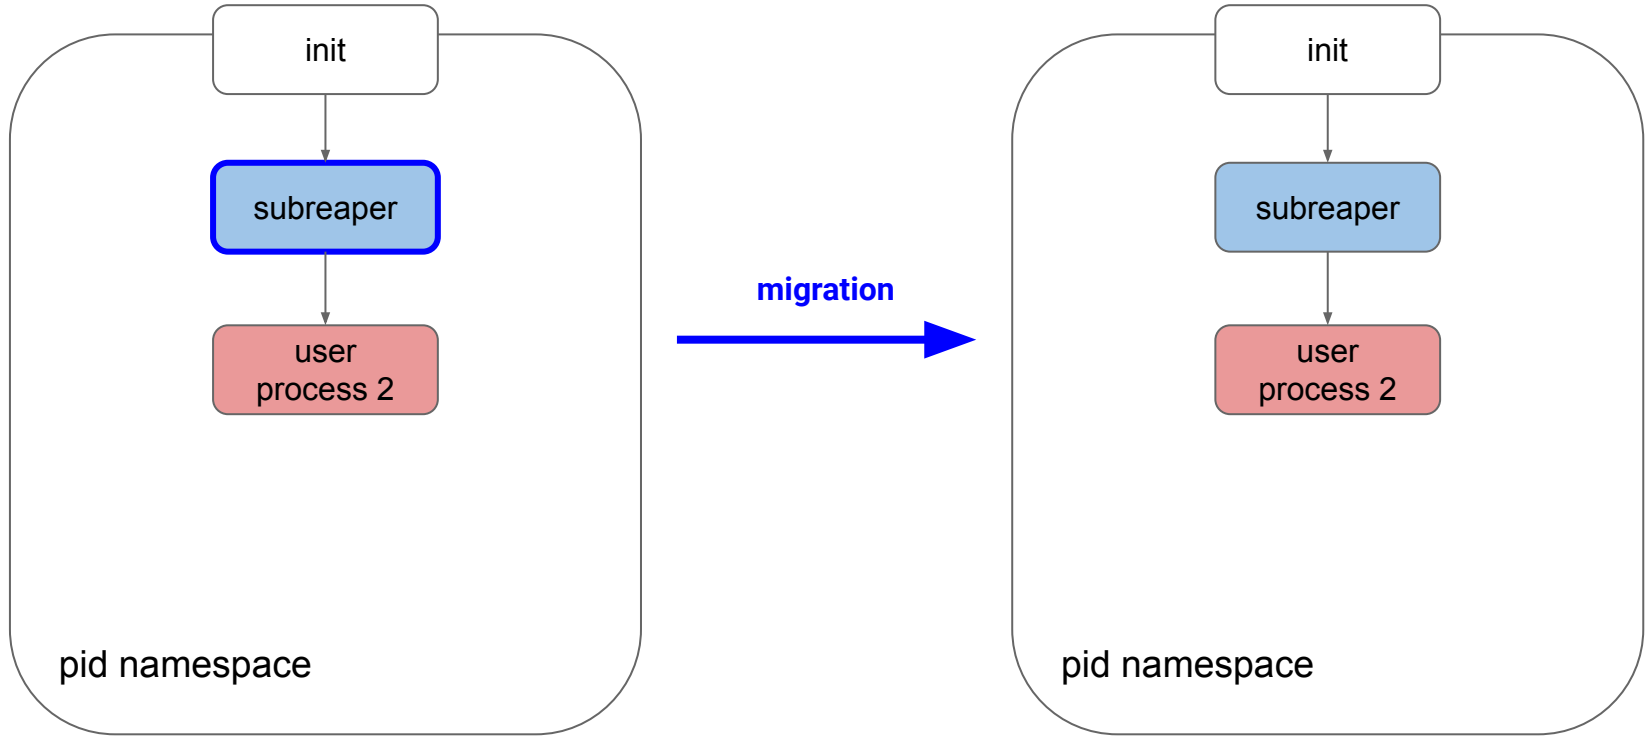 init
subreaper
user
process 2
pid namespace
migration
init
subreaper
user
process 2
pid namespace